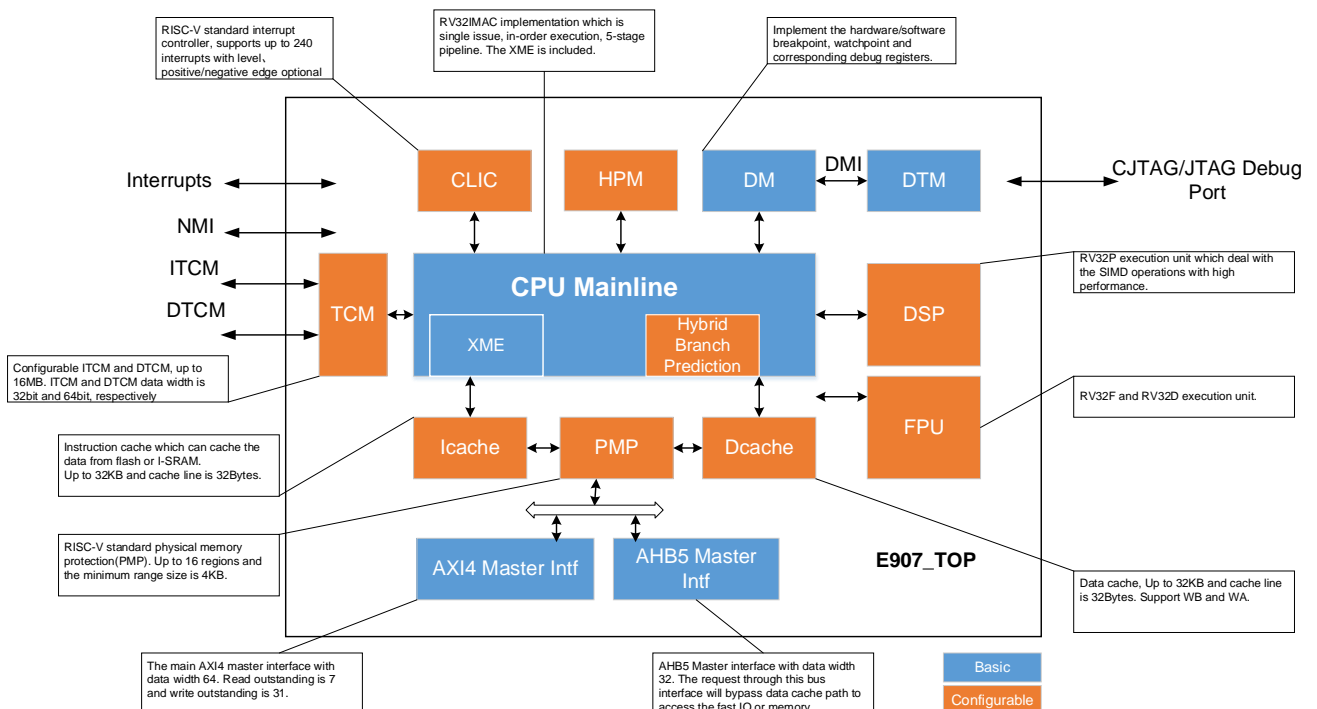 RISC-V standard interrupt
controller, supports up to 240
interrupts with level、
positive/negative edge optional
RV32IMAC implementation which is
single issue, in-order execution, 5-stage
pipeline. The XME is included.
Implement the hardware/software
breakpoint, watchpoint and
corresponding debug registers.
Interrupts
NMI
ITCM
DTCM
CLIC
HPM
DM
DMI
DTM
CJTAG/JTAG Debug
Port
TCM
CPU Mainline
XME
Hybrid
Branch
Prediction
DSP
RV32P execution unit which deal with
the SIMD operations with high
performance.
Configurable ITCM and DTCM, up to
16MB. ITCM and DTCM data width is
32bit and 64bit, respectively
FPU
RV32F and RV32D execution unit.
Icache
PMP
Dcache
Instruction cache which can cache the
data from flash or I-SRAM.
Up to 32KB and cache line is 32Bytes.
RISC-V standard physical memory
protection(PMP). Up to 16 regions and
the minimum range size is 4KB.
AXI4 Master Intf
AHB5 Master
Intf
E907_TOP
Data cache, Up to 32KB and cache line
is 32Bytes. Support WB and WA.
The main AXI4 master interface with
data width 64. Read outstanding is 7
and write outstanding is 31.
AHB5 Master interface with data width
32. The request through this bus
interface will bypass data cache path to
access the fast IO or memory
Basic
Configurable